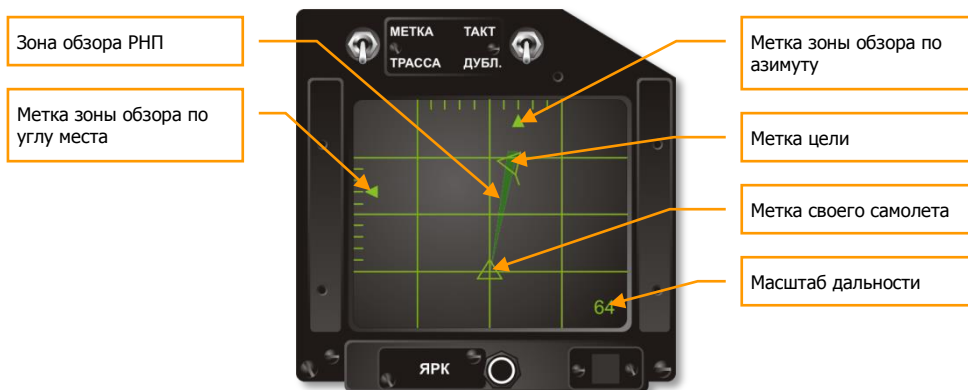 Зона обзора РНП
Метка зоны обзора по
углу места
МЕТКА ТАКТ
ТРАССА ДУБЛ.
64
ЯРК
Метка зоны обзора по
азимуту
Метка цели
Метка своего самолета
Масштаб дальности